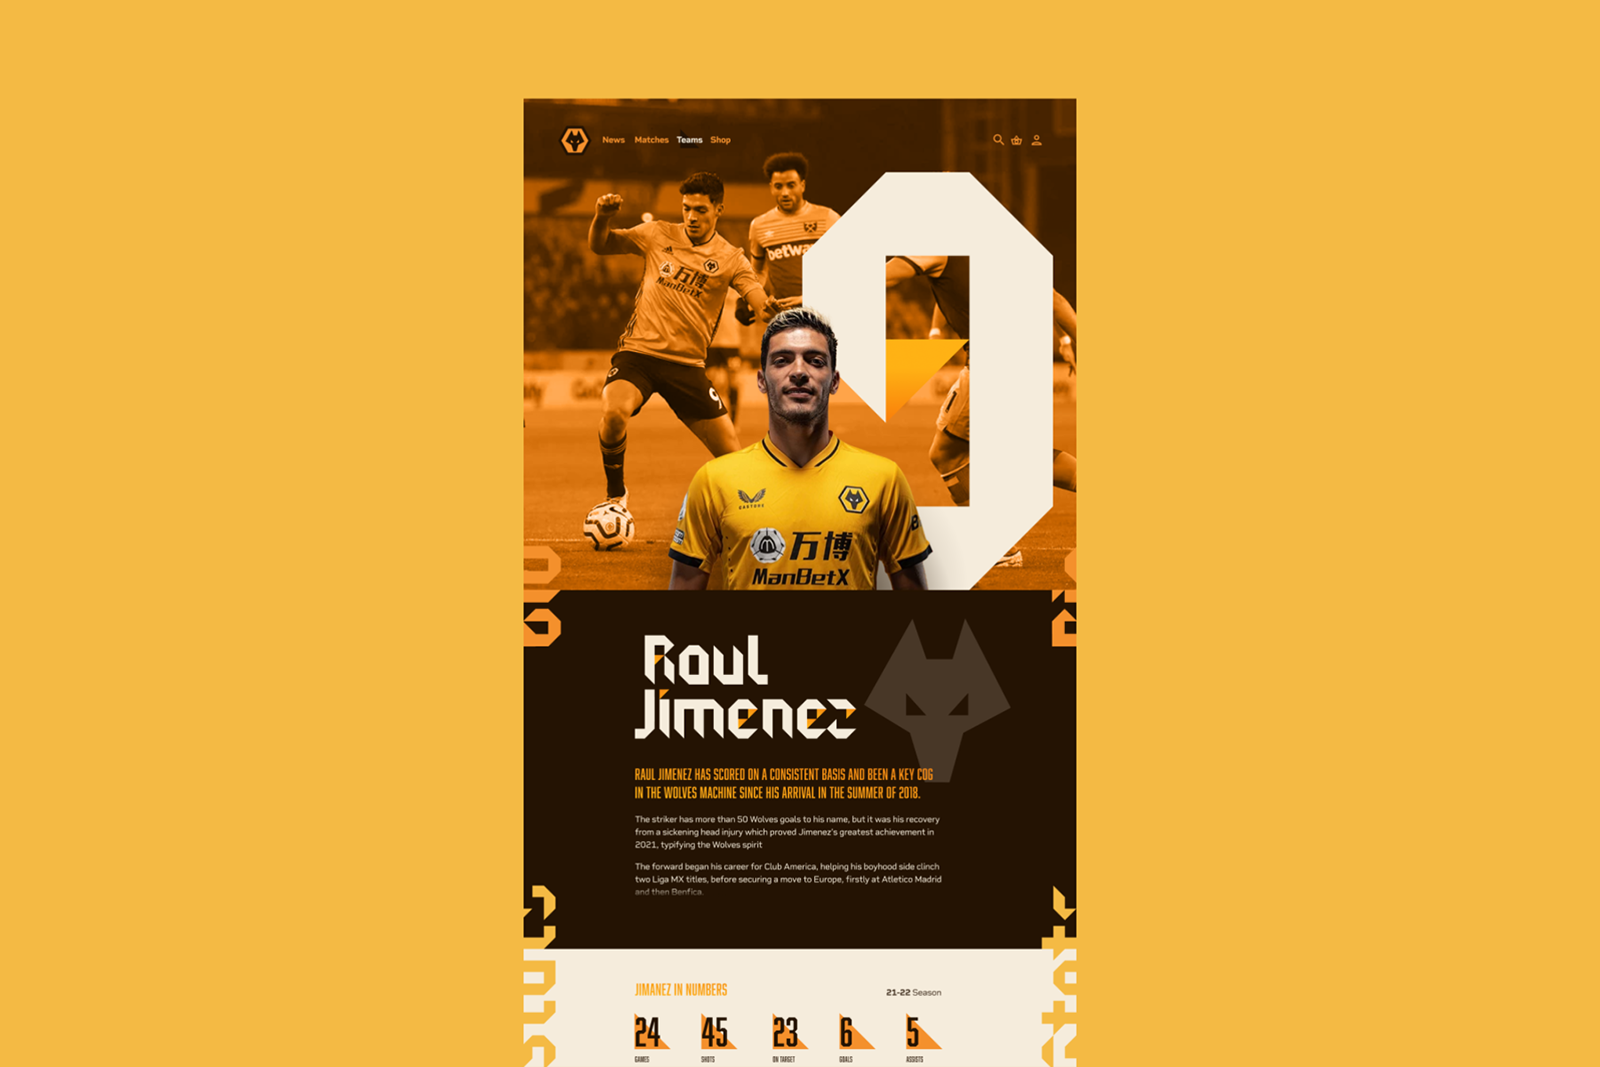 News Matches Teams Shop
betway
万博
ManBetX
9
9
CASTORE
万博
ManBetX
Raul
Jimenez
RAUL JIMENEZ HAS SCORED ON A CONSISTENT BASIS AND BEEN A KEY COG
IN THE WOLVES MACHINE SINCE HIS ARRIVAL IN THE SUMMER OF 2018.
The striker has more than 50 Wolves goals to his name, but it was his recovery
from a sickening head injury which proved Jimenez's greatest achievement in
2021, typifying the Wolves spirit
The forward began his career for Club America, helping his boyhood side clinch
two Liga MX titles, before securing a move to Europe, firstly at Atletico Madrid
and then Benfica.
JIMANEZ IN NUMBERS
21-22 Season
24 45 23 6 5
GAMES SHOTS ON TARGET GOALS ASSISTS